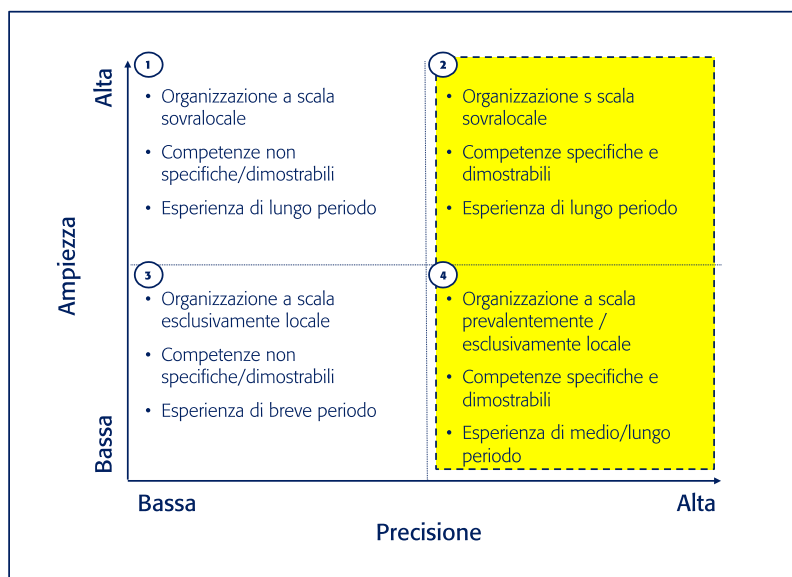 Ampiezza
Alta
Bassa
1
• Organizzazione a scala
sovralocale
• Competenze non
specifiche/dimostrabili
• Esperienza di lungo periodo
2
• Organizzazione s scala
sovralocale
• Competenze specifiche e
dimostrabili
• Esperienza di lungo periodo
3
• Organizzazione a scala
esclusivamente locale
• Competenze non
specifiche/dimostrabili
• Esperienza di breve periodo
4
• Organizzazione a scala
prevalentemente /
esclusivamente locale
• Competenze specifiche e
dimostrabili
• Esperienza di medio/lungo
periodo
Bassa
Alta
Precisione